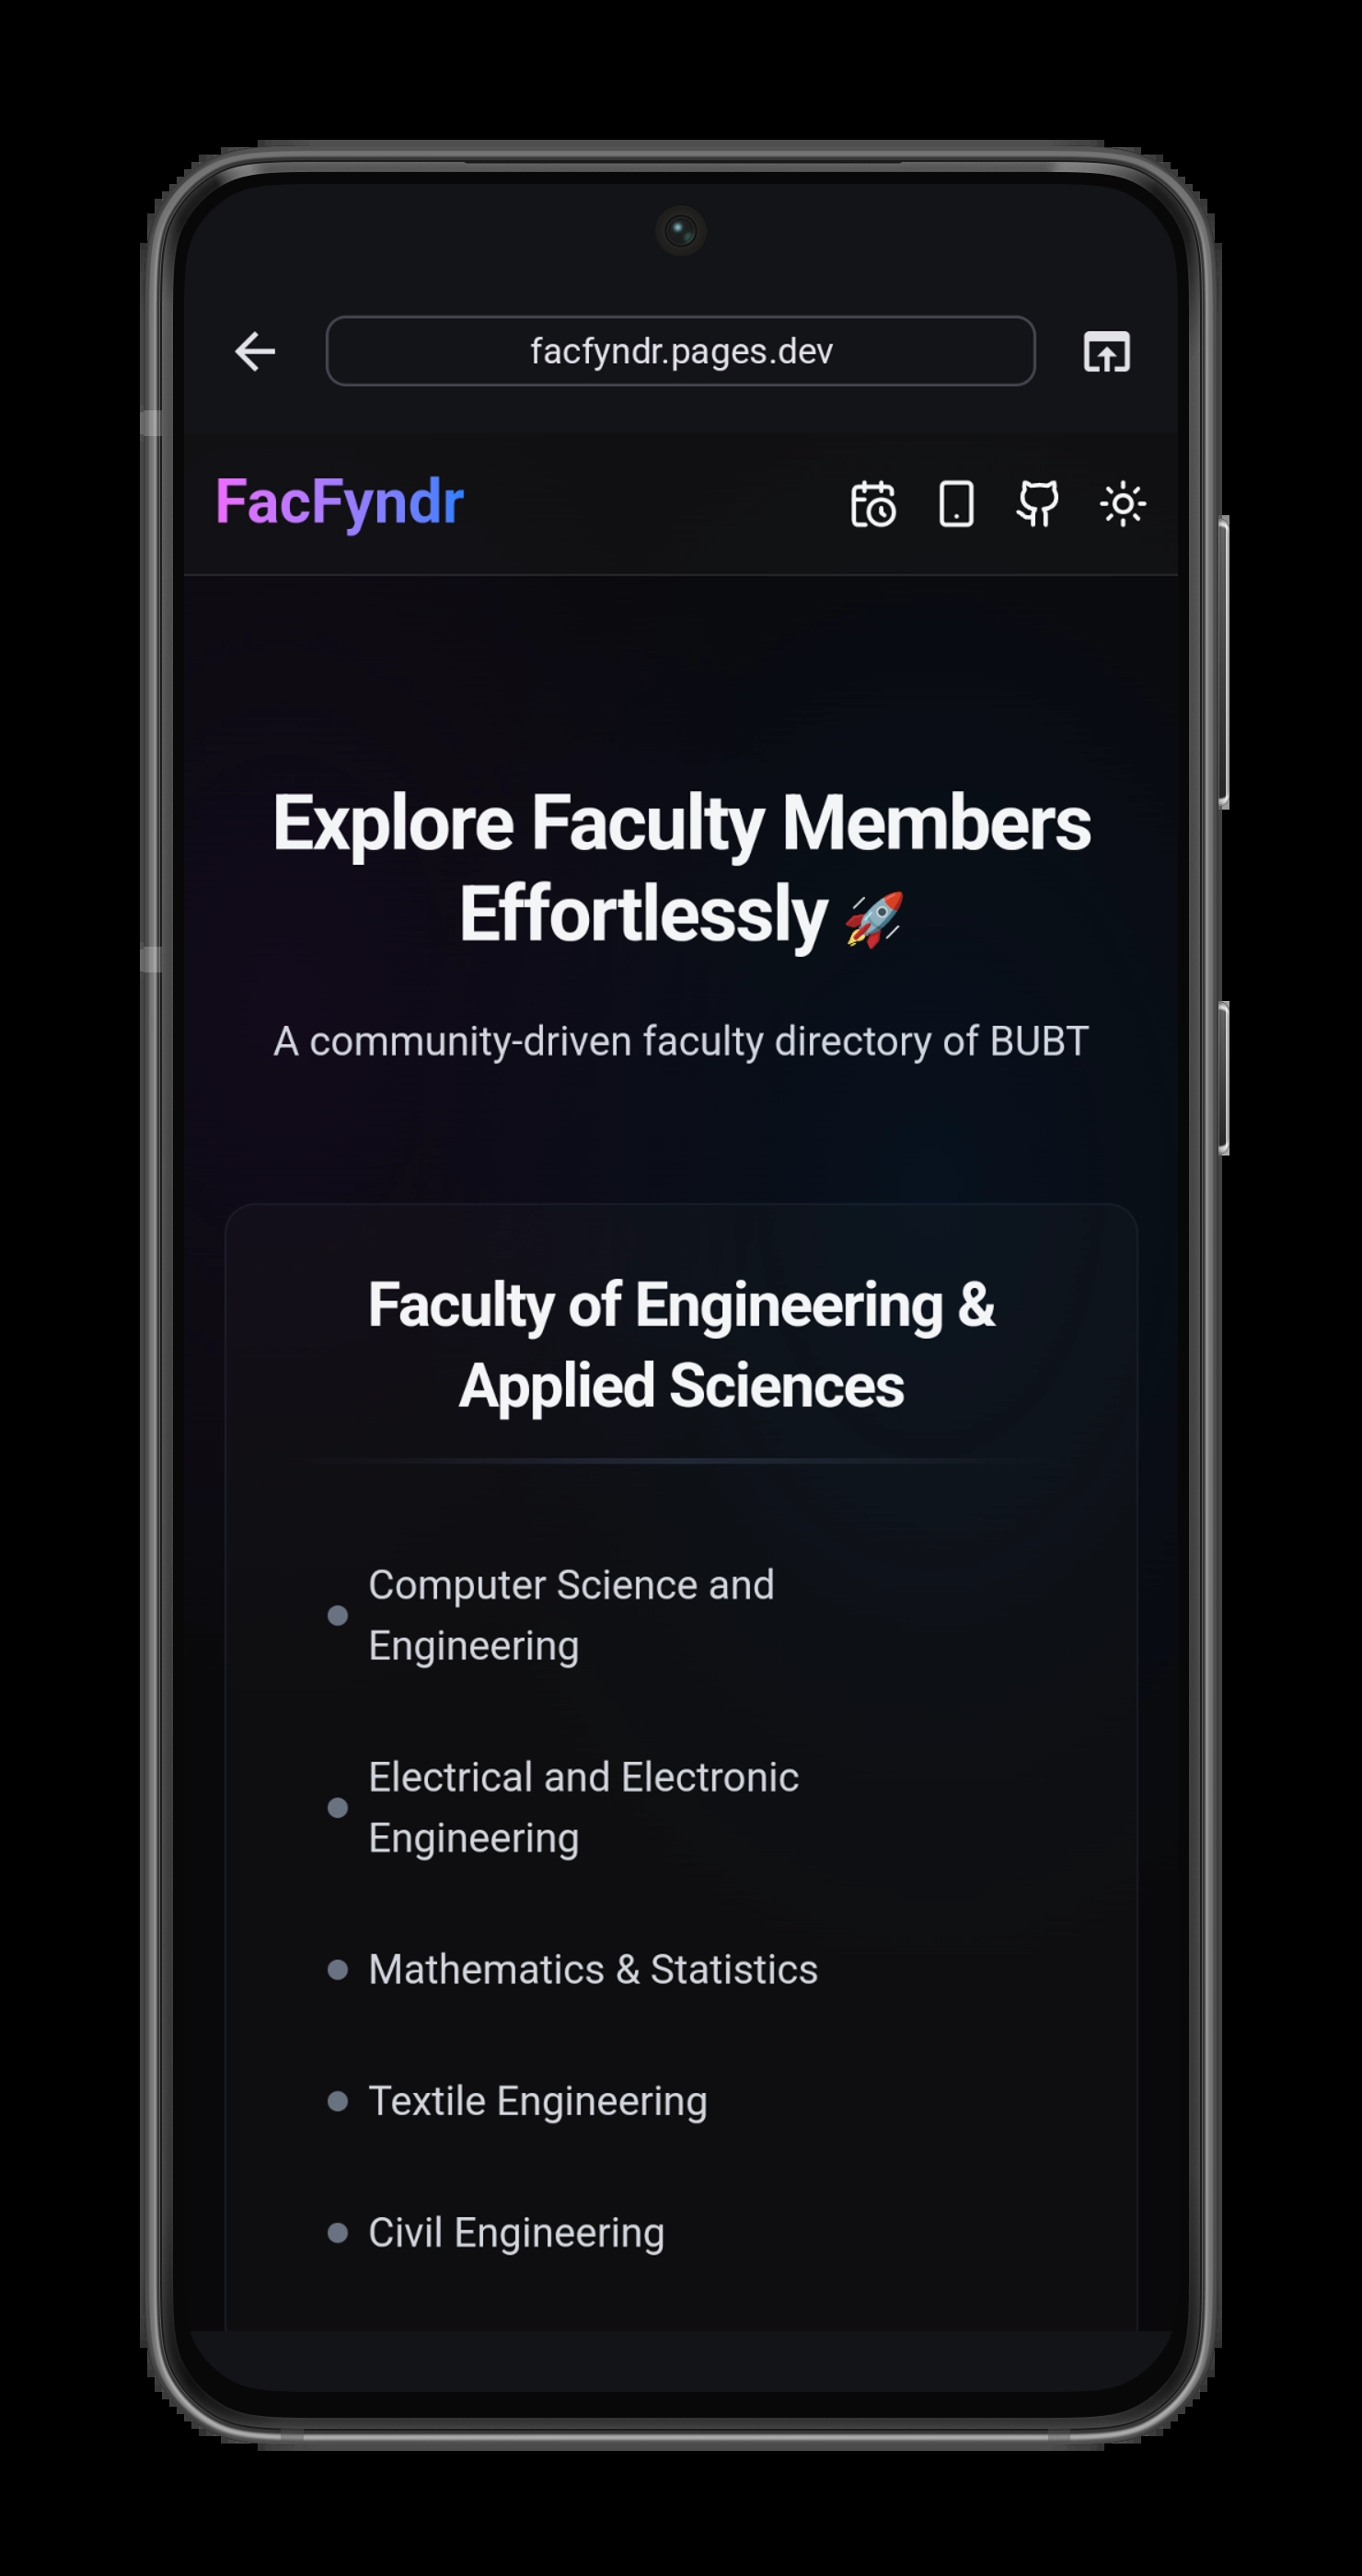 facfyndr.pages.dev
FacFyndr
Explore Faculty Members
Effortlessly 🚀
A community-driven faculty directory of BUBT
Faculty of Engineering &
Applied Sciences
Computer Science and
Engineering
Electrical and Electronic
Engineering
Mathematics & Statistics
Textile Engineering
Civil Engineering